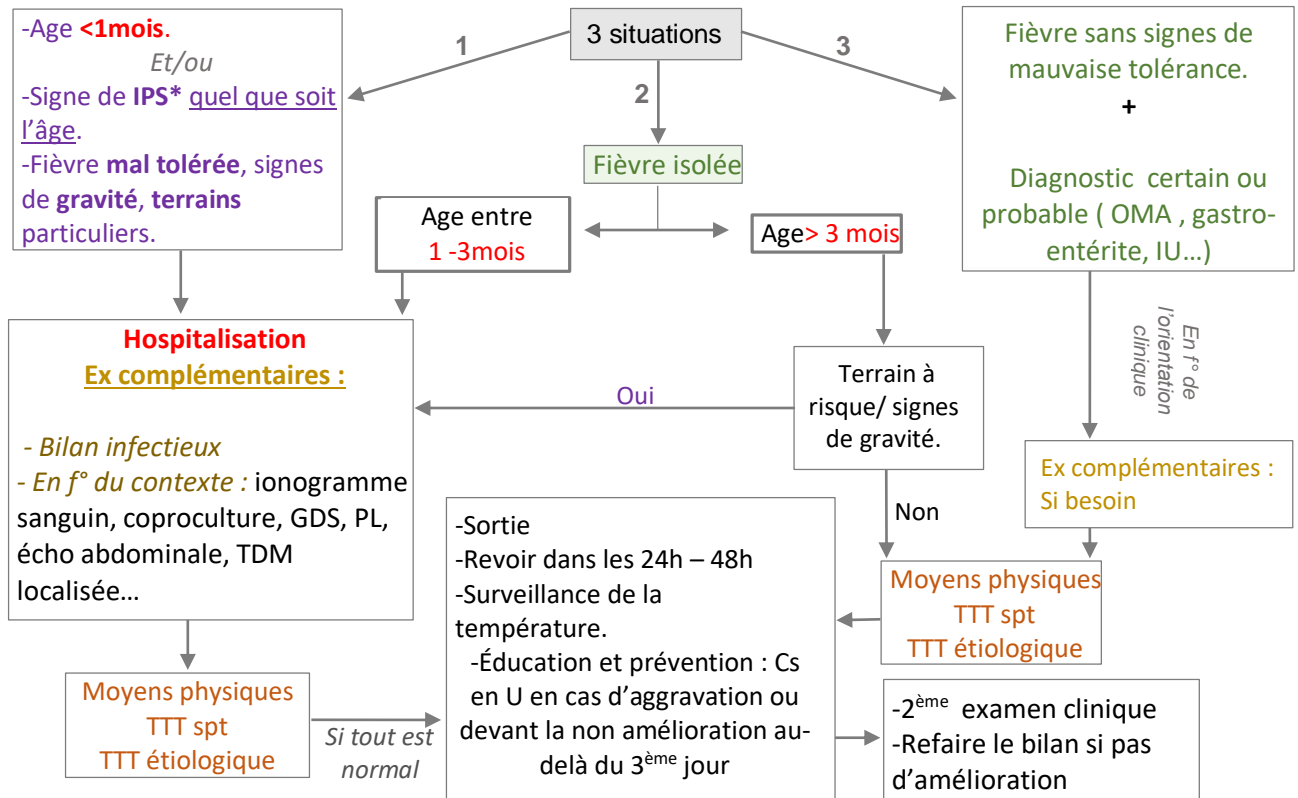 3 situations
1
2
3
-Age <1mois.
Et/ou
-Signe de IPS* quel que soit
l'âge.
-Fièvre mal tolérée, signes
de gravité, terrains
particuliers.
Fièvre isolée
Age entre
1 -3mois
Age> 3 mois
Fièvre sans signes de
mauvaise tolérance.
+
Diagnostic certain ou
probable ( OMA , gastro-
entérite, IU...)
En f° de
l'orientation
clinique
Hospitalisation
Ex complémentaires :
- Bilan infectieux
- En f° du contexte : ionogramme
sanguin, coproculture, GDS, PL,
écho abdominale, TDM
localisée...
Oui
Terrain à
risque/ signes
de gravité.
Non
Ex complémentaires :
Si besoin
Moyens physiques
TTT spt
TTT étiologique
Si tout est
normal
-Sortie
-Revoir dans les 24h – 48h
-Surveillance de la
température.
-Éducation et prévention : Cs
en U en cas d'aggravation ou
devant la non amélioration au-
delà du 3ème jour
Moyens physiques
TTT spt
TTT étiologique
-2ème examen clinique
-Refaire le bilan si pas
d'amélioration